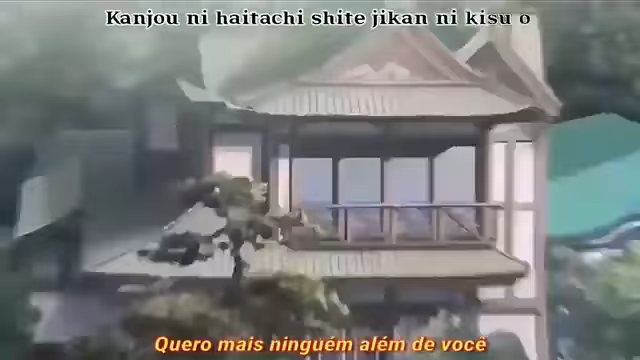 Kanjou ni haitachi shite jikan ni kisu o
Quero mais ninguém além de você